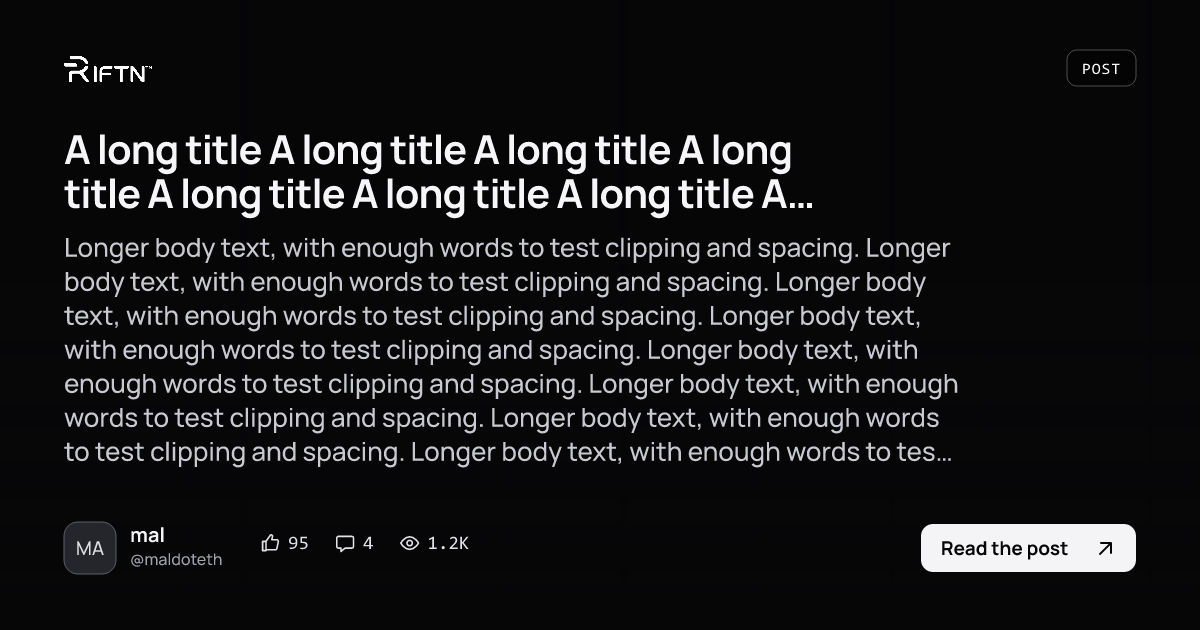 RIFTN™
POST
A long title A long title A long title A long
title A long title A long title A long title A...
Longer body text, with enough words to test clipping and spacing. Longer
body text, with enough words to test clipping and spacing. Longer body
text, with enough words to test clipping and spacing. Longer body text,
with enough words to test clipping and spacing. Longer body text, with
enough words to test clipping and spacing. Longer body text, with enough
words to test clipping and spacing. Longer body text, with enough words
to test clipping and spacing. Longer body text, with enough words to tes...
MA
mal
@maldoteth
95
4
1.2K
Read the post